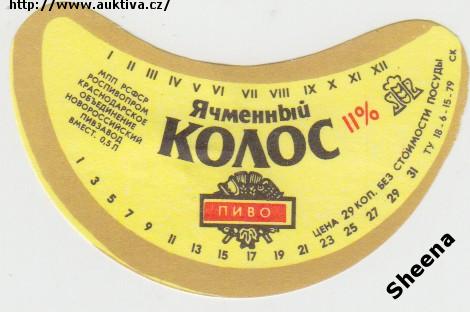 http://www.auktiva.cz/
I II III IV V VI VII VIII IX X XI XII
МПП РСФСР
РОСПИВОПРОМ
КРАСНОДАРСКОЕ
ОБЪЕДИНЕНИЕ
НОВОРОССИЙСКИЙ
ПИВЗАВОД
ВМЕСТ. 0,5 Л
Ячменный
КОЛОС
11%
ПИВО
ЦЕНА 29 КОП. БЕЗ СТОИМОСТИ ПОСУДЫ
ТУ 18-6-15-79
СК
1 3 5 7 9 11 13 15 17 19 21 23 25 27 29 31
Sheena